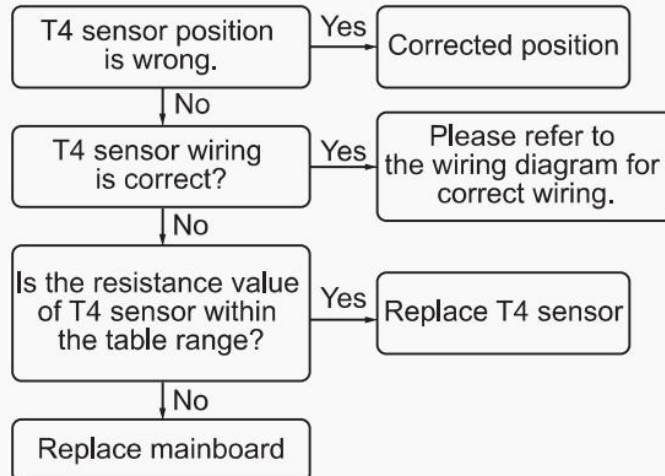 T4 sensor position
is wrong.
Yes
Corrected position
No
T4 sensor wiring
is correct?
Yes
Please refer to
the wiring diagram for
correct wiring.
No
Is the resistance value
of T4 sensor within
the table range?
Yes
Replace T4 sensor
No
Replace mainboard